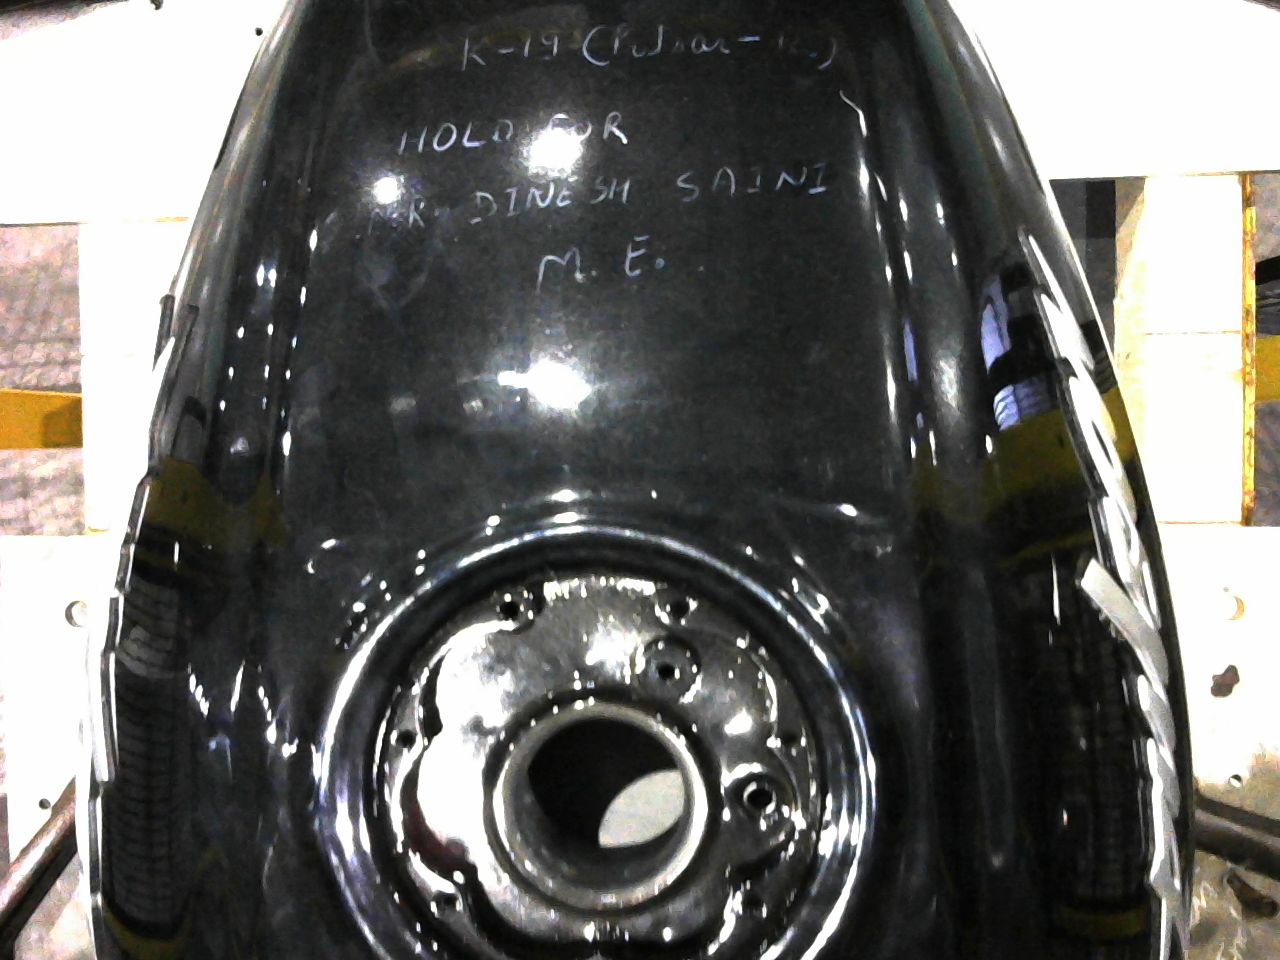 K-19 (Pulsar-
HOLD FOR
MR. DINESH SAINI
M. E.